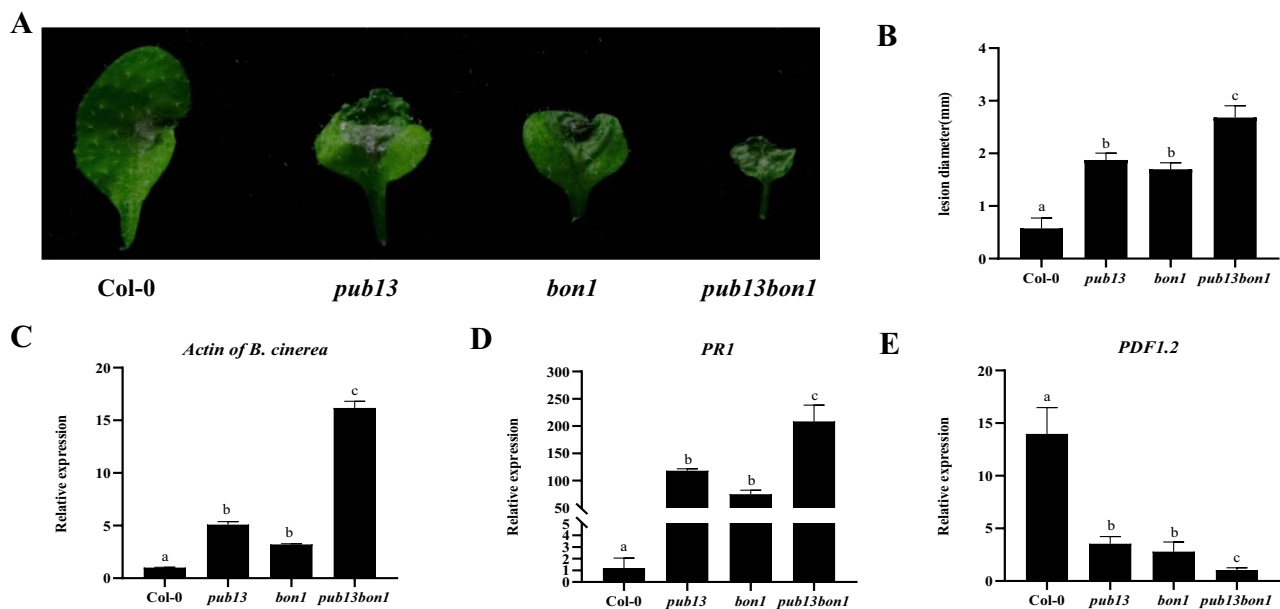 A
Col-0 pub13 bon1 pub13bon1
B
lesion diameter(mm)
4
3
2
1
0
a
b
b
c
Col-0 pub13 bon1 pub13bon1
C
Actin of B. cinerea
Relative expression
20
15
10
5
0
a
b
b
c
Col-0 pub13 bon1 pub13bon1
D
PR1
Relative expression
300
250
200
150
100
50
5
4
3
2
1
0
a
b
b
c
Col-0 pub13 bon1 pub13bon1
E
PDF1.2
Relative expression
20
15
10
5
0
a
b
b
c
Col-0 pub13 bon1 pub13bon1